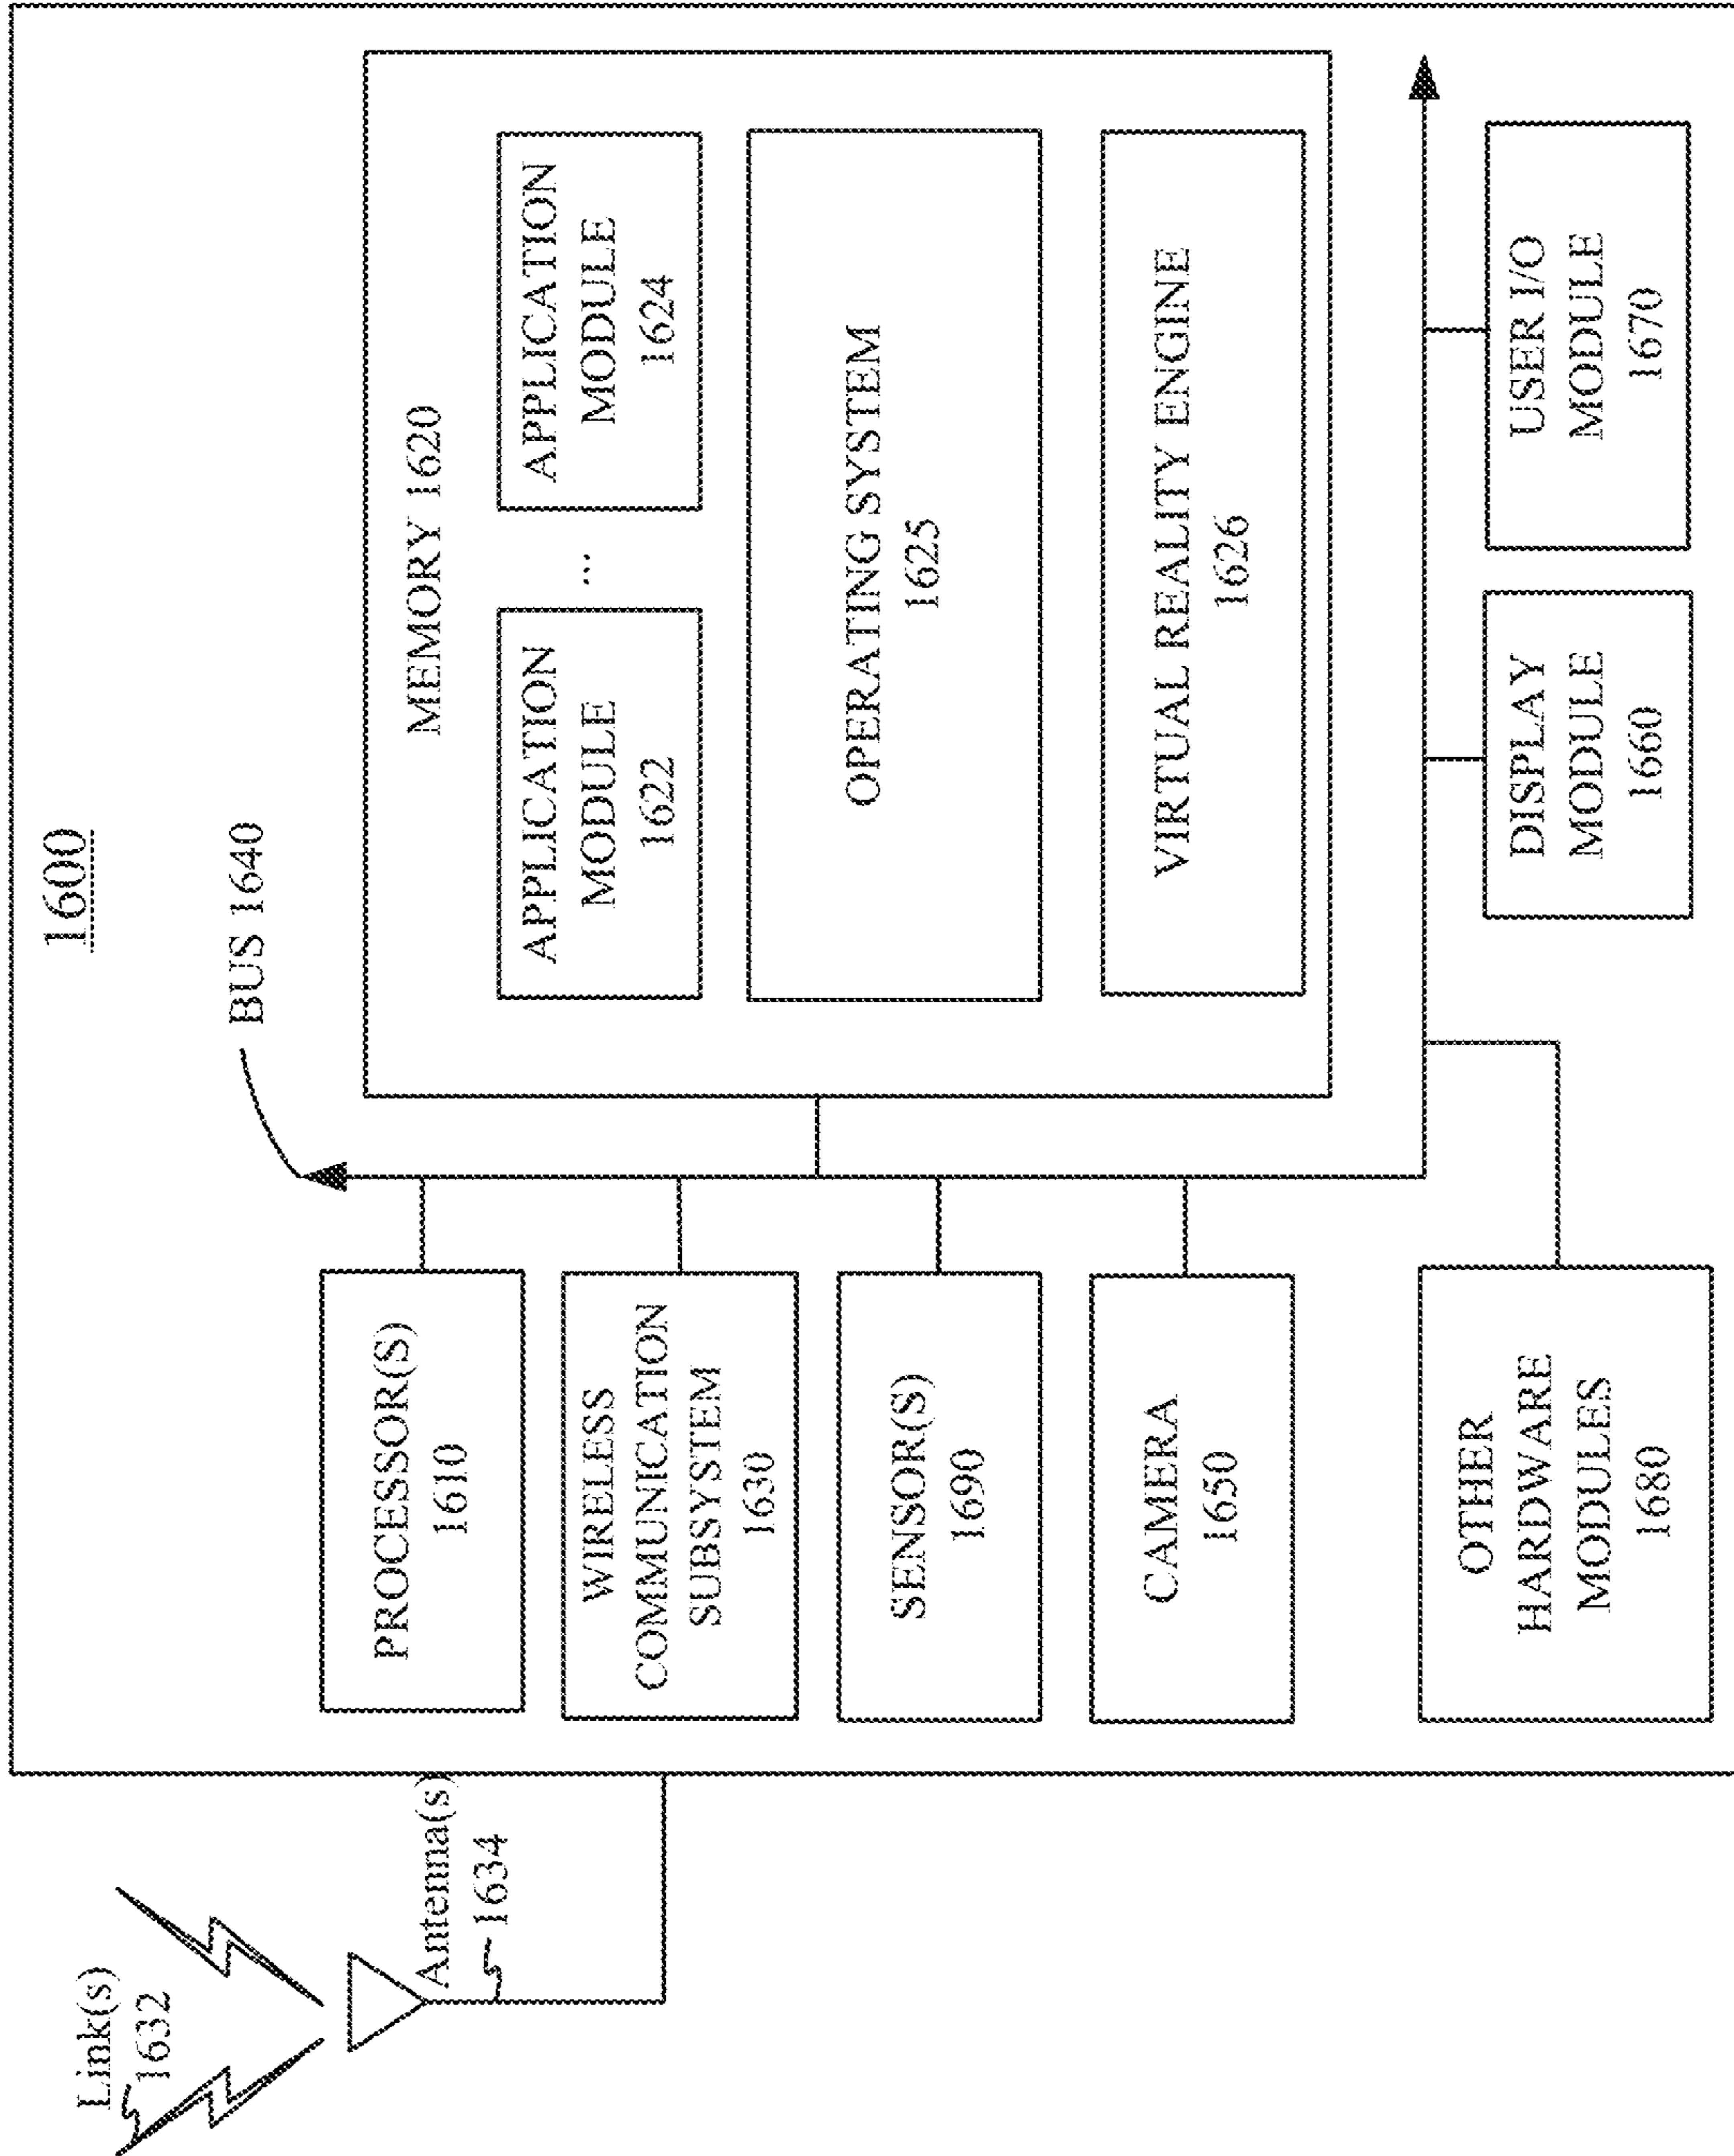 1600
Link(s)
1632
Antenna(s)
1634
BUS 1640
PROCESSOR(S)
1610
WIRELESS
COMMUNICATION
SUBSYSTEM
1630
SENSOR(S)
1690
CAMERA
1650
OTHER
HARDWARE
MODULES
1680
MEMORY 1620
APPLICATION
MODULE
1622
...
APPLICATION
MODULE
1624
OPERATING SYSTEM
1625
VIRTUAL REALITY ENGINE
1626
DISPLAY
MODULE
1660
USER I/O
MODULE
1670